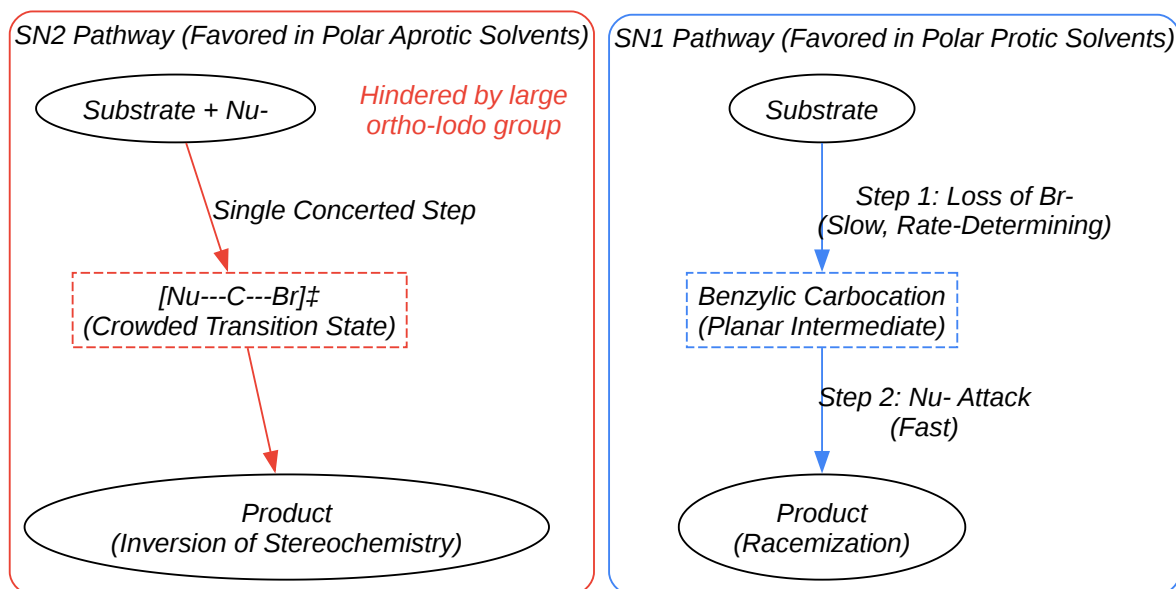 SN2 Pathway (Favored in Polar Aprotic Solvents)
Substrate + Nu-
Hindered by large
ortho-Iodo group
Single Concerted Step
[Nu---C---Br]‡
(Crowded Transition State)
Product
(Inversion of Stereochemistry)
SN1 Pathway (Favored in Polar Protic Solvents)
Substrate
Step 1: Loss of Br-
(Slow, Rate-Determining)
Benzylic Carbocation
(Planar Intermediate)
Step 2: Nu- Attack
(Fast)
Product
(Racemization)